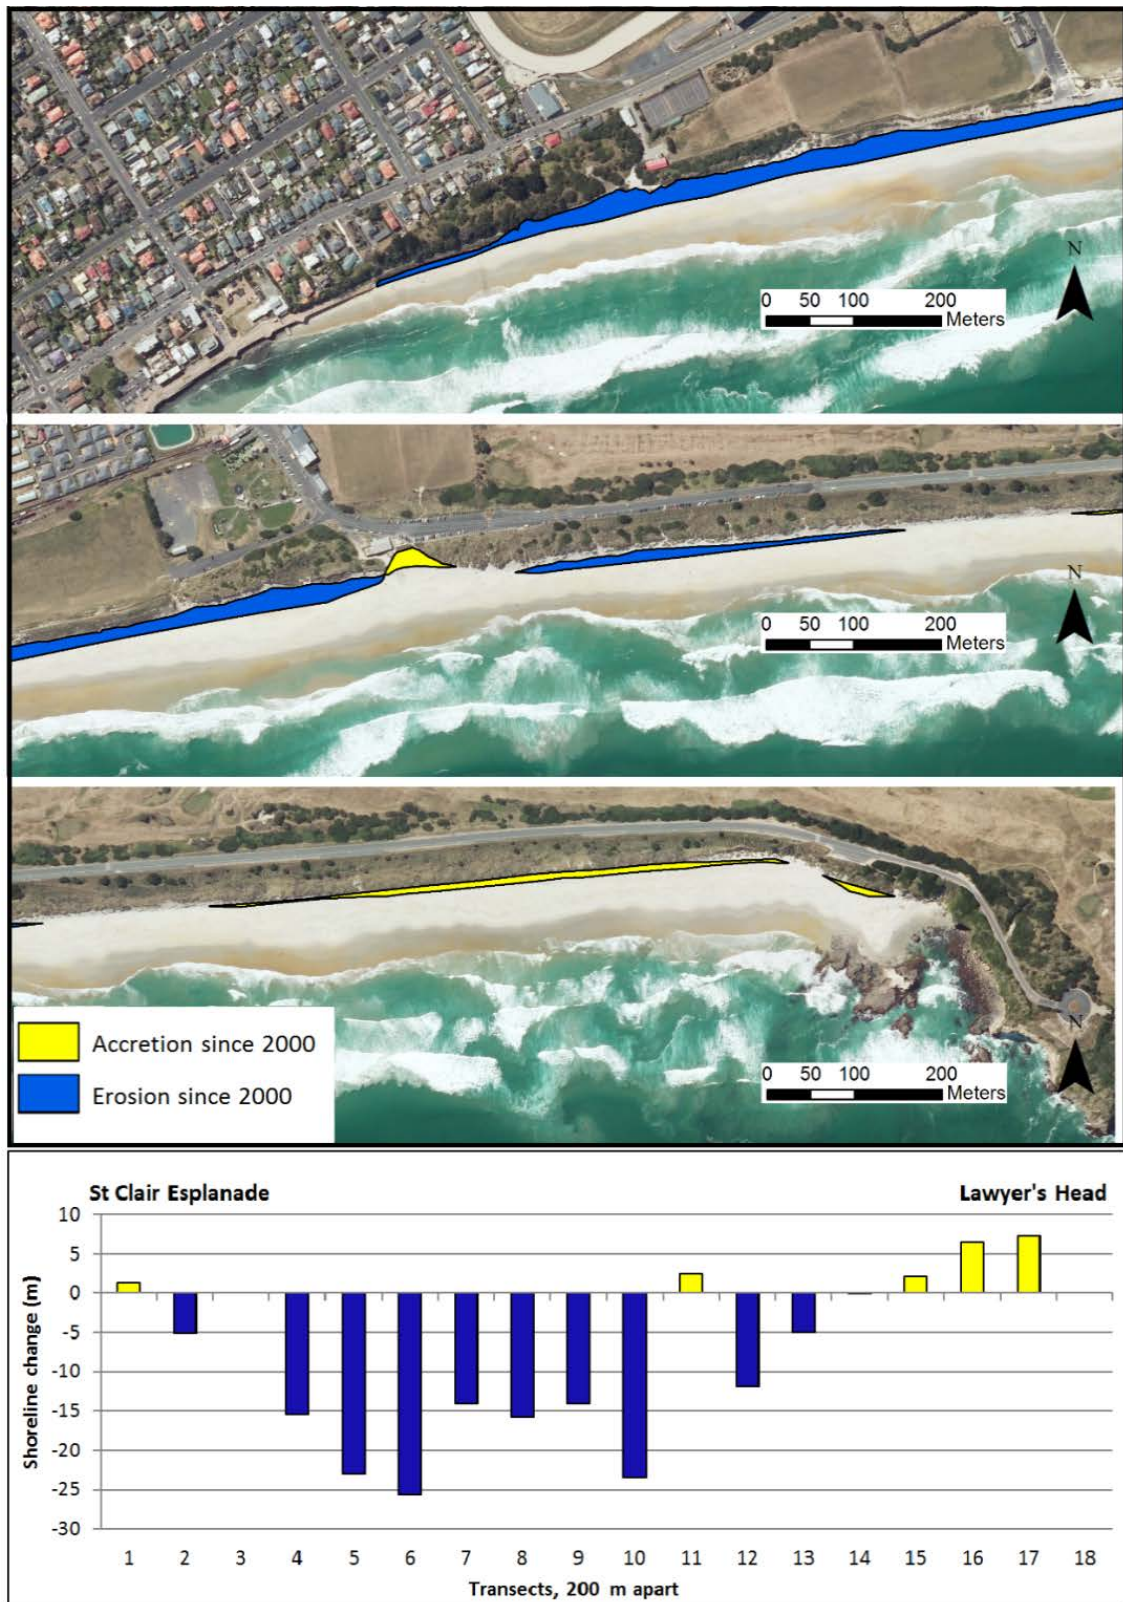 N
0 50 100 200
Meters
N
0 50 100 200
Meters
N
0 50 100 200
Meters
Accretion since 2000
Erosion since 2000
St Clair Esplanade
Lawyer's Head
Shoreline change (m)
10
5
0
-5
-10
-15
-20
-25
-30
1 2 3 4 5 6 7 8 9 10 11 12 13 14 15 16 17 18
Transects, 200 m apart